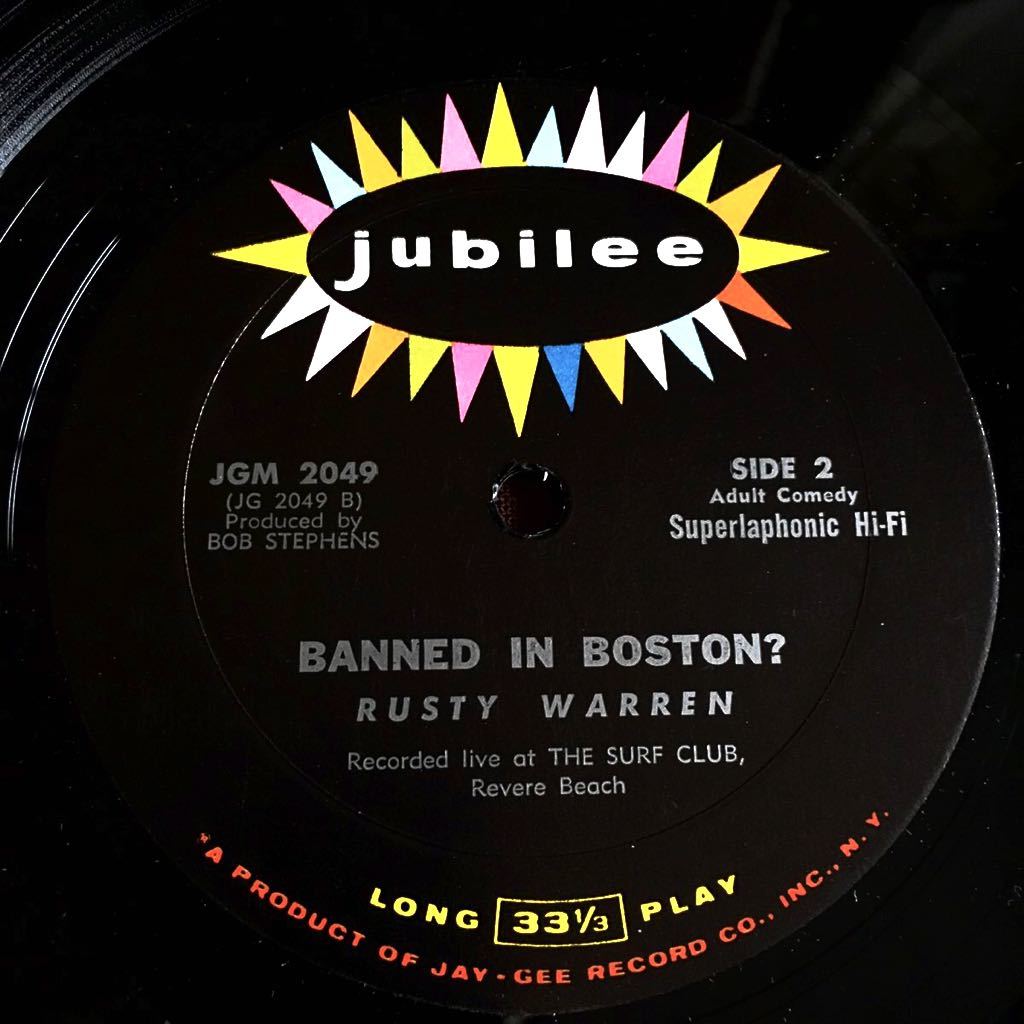 jubilee
JGM 2049
(JG 2049 B)
Produced by
BOB STEPHENS
SIDE 2
Adult Comedy
Superlaphonic Hi-Fi
BANNED IN BOSTON?
RUSTY WARREN
Recorded live at THE SURF CLUB,
Revere Beach
LONG 33⅓ PLAY
"A PRODUCT OF JAY-GEE RECORD CO., INC., N.Y.